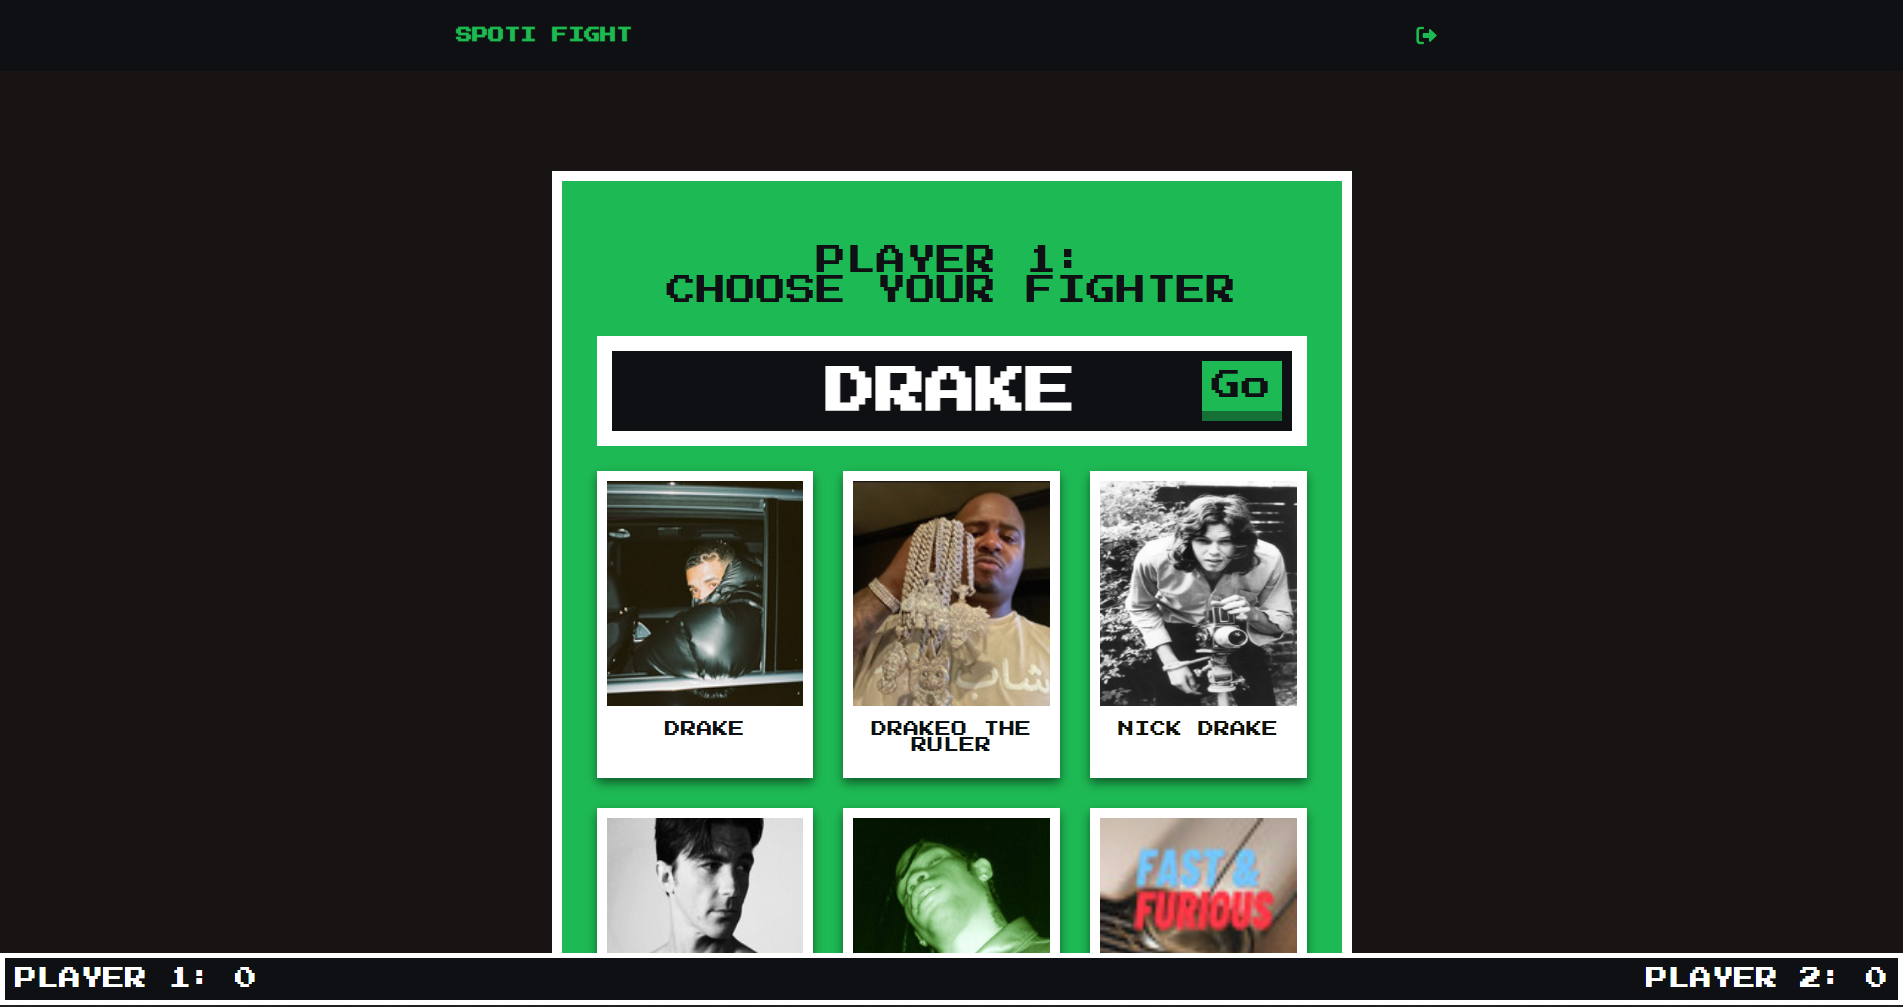 SPOTI FIGHT
PLAYER 1:
CHOOSE YOUR FIGHTER
DRAKE
Go
شاب
DRAKE
DRAKEO THE
RULER
NICK DRAKE
FAST &
FURIOUS
PLAYER 1: 0
PLAYER 2: 0